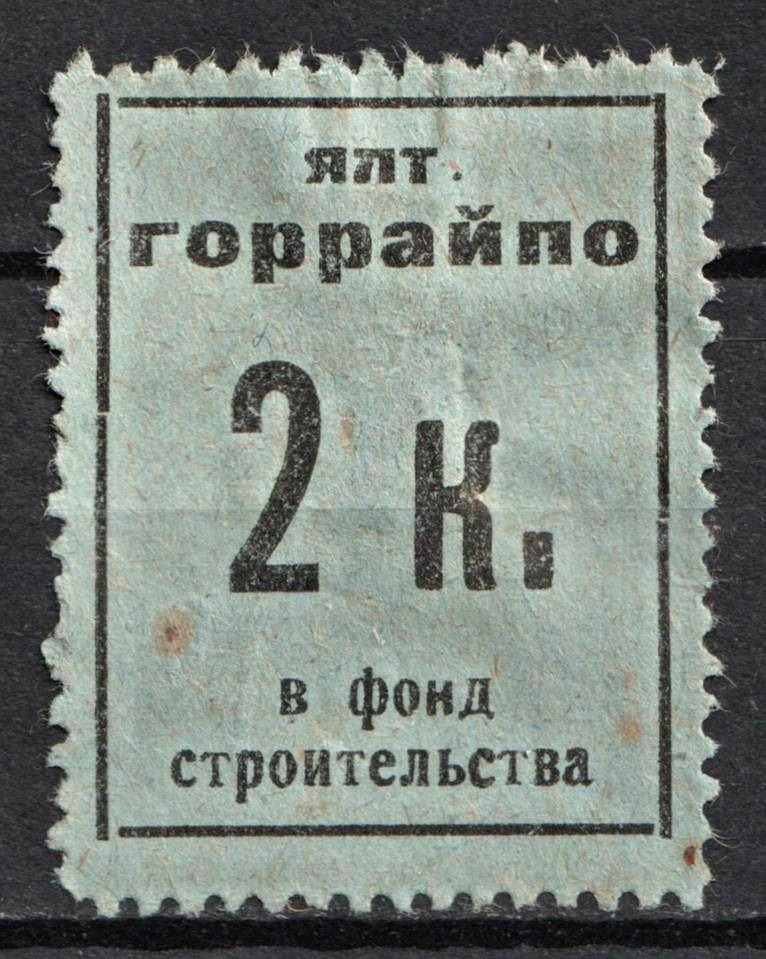 ялт.
горрайпо
2 к.
в фонд
строительства